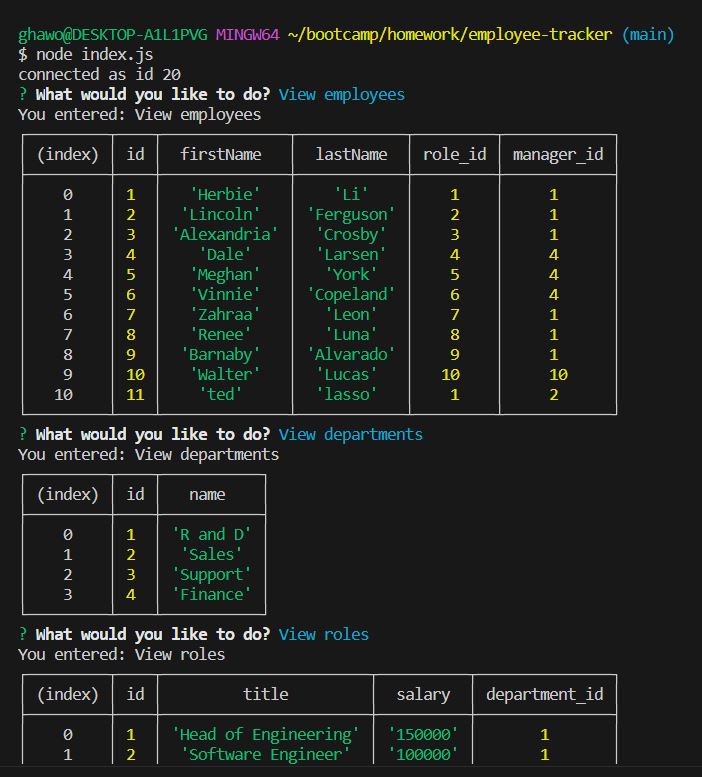 ghawo@DESKTOP-A1L1PVG MINGW64 ~/bootcamp/homework/employee-tracker (main)
$ node index.js
connected as id 20
? What would you like to do? View employees
You entered: View employees
(index) id firstName lastName role_id manager_id
0 1 'Herbie' 'Li' 1 1
1 2 'Lincoln' 'Ferguson' 2 1
2 3 'Alexandria' 'Crosby' 3 1
3 4 'Dale' 'Larsen' 4 4
4 5 'Meghan' 'York' 5 4
5 6 'Vinnie' 'Copeland' 6 4
6 7 'Zahraa' 'Leon' 7 1
7 8 'Renee' 'Luna' 8 1
8 9 'Barnaby' 'Alvarado' 9 1
9 10 'Walter' 'Lucas' 10 10
10 11 'ted' 'lasso' 1 2
? What would you like to do? View departments
You entered: View departments
(index) id name
0 1 'R and D'
1 2 'Sales'
2 3 'Support'
3 4 'Finance'
? What would you like to do? View roles
You entered: View roles
(index) id title salary department_id
0 1 'Head of Engineering' '150000' 1
1 2 'Software Engineer' '100000' 1